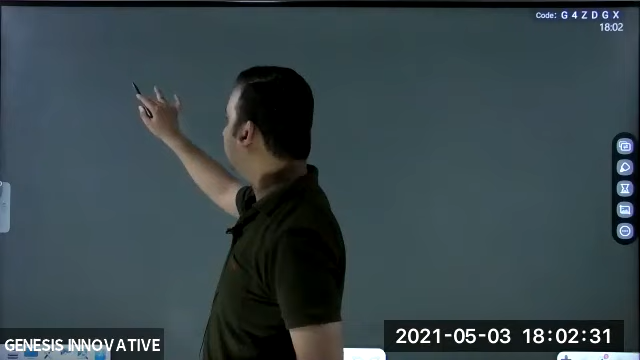 Code: G 4 Z D G X
18:02
GENESIS INNOVATIVE
2021-05-03 18:02:31